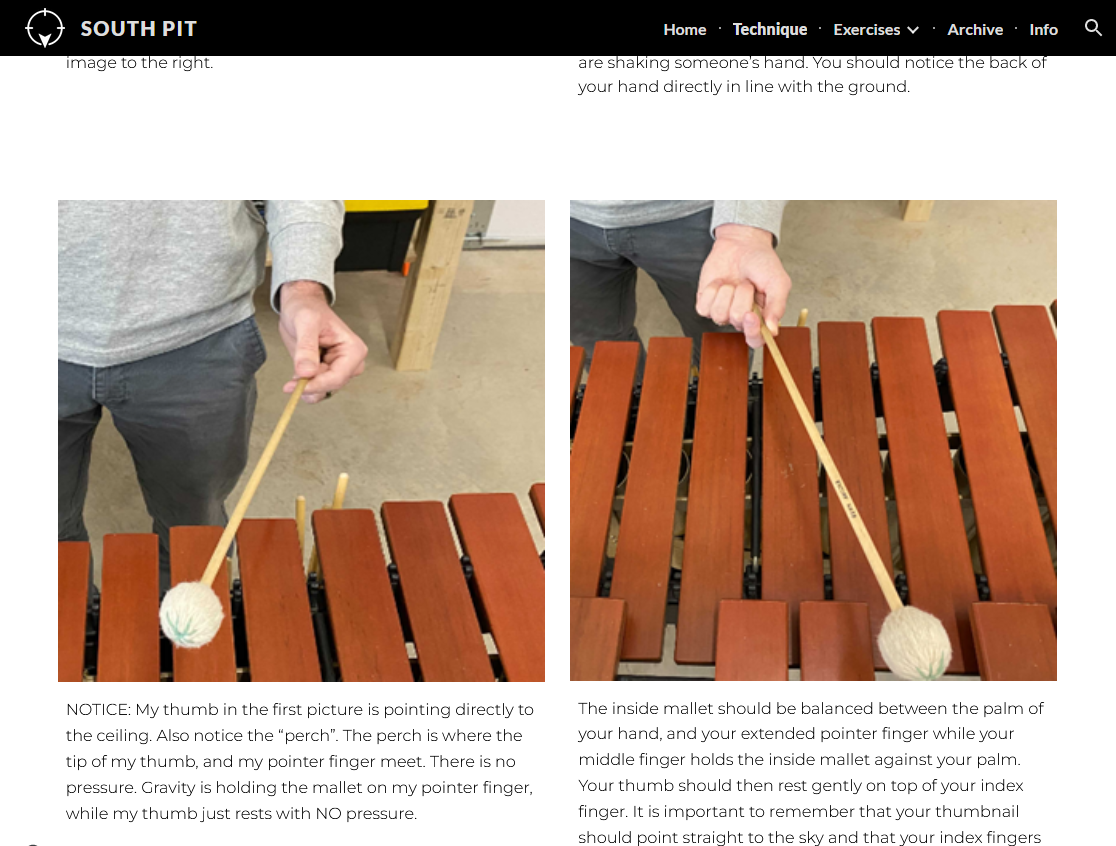 SOUTH PIT
Home · Technique · Exercises · Archive · Info
image to the right.
are shaking someone's hand. You should notice the back of
your hand directly in line with the ground.
NOTICE: My thumb in the first picture is pointing directly to
the ceiling. Also notice the “perch”. The perch is where the
tip of my thumb, and my pointer finger meet. There is no
pressure. Gravity is holding the mallet on my pointer finger,
while my thumb just rests with NO pressure.
The inside mallet should be balanced between the palm of
your hand, and your extended pointer finger while your
middle finger holds the inside mallet against your palm.
Your thumb should then rest gently on top of your index
finger. It is important to remember that your thumbnail
should point straight to the sky and that your index fingers